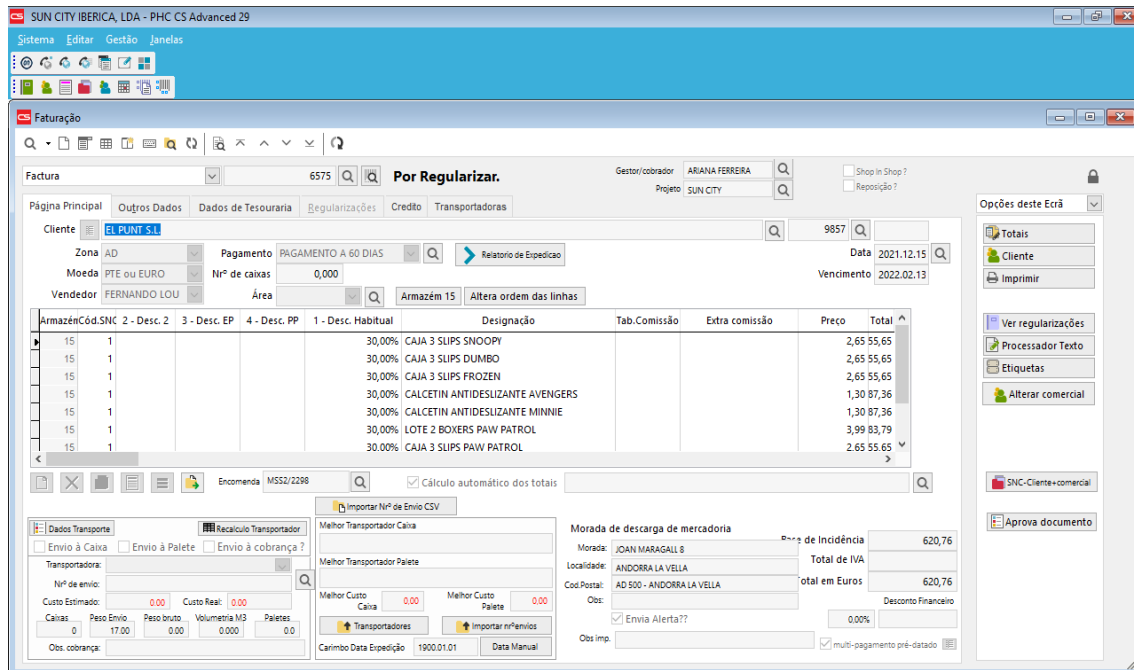 CS SUN CITY IBERICA, LDA - PHC CS Advanced 29
Sistema Editar Gestão Janelas
CS Faturação
Factura 6575 Por Regularizar. Gestor/cobrador ARIANA FERREIRA Shop In Shop ?
Projeto SUN CITY Reposição ?
Página Principal Outros Dados Dados de Tesouraria Regularizações Credito Transportadoras Opções deste Ecrã
Cliente EL PUNT S.L. 9857 Totais
Zona AD Pagamento PAGAMENTO A 60 DIAS Relatorio de Expedicao Data 2021.12.15 Cliente
Moeda PTE ou EURO Nrº de caixas 0,000 Vencimento 2022.02.13 Imprimir
Vendedor FERNANDO LOU Área Armazém 15 Altera ordem das linhas
Armazén Cód.SNC 2 - Desc. 2 3 - Desc. EP 4 - Desc. PP 1 - Desc. Habitual Designação Tab.Comissão Extra comissão Preço Total Ver regularizações
15 1 30,00% CAJA 3 SLIPS SNOOPY 2,65 55,65 Processador Texto
15 1 30,00% CAJA 3 SLIPS DUMBO 2,65 55,65 Etiquetas
15 1 30,00% CAJA 3 SLIPS FROZEN 2,65 55,65
15 1 30,00% CALCETIN ANTIDESLIZANTE AVENGERS 1,30 87,36 Alterar comercial
15 1 30,00% CALCETIN ANTIDESLIZANTE MINNIE 1,30 87,36
15 1 30,00% LOTE 2 BOXERS PAW PATROL 3,99 83,79
15 1 30,00% CAJA 3 SLIPS PAW PATROL 2,65 55,65
Encomenda MSS2/2298 Cálculo automático dos totais SNC-Cliente+comercial
Importar Nrº de Envio CSV
Dados Transporte Recalculo Transportador Melhor Transportador Caixa Morada de descarga de mercadoria Aprova documento
Envio à Caixa Envio à Palete Envio à cobrança ? Morada: JOAN MARAGALL 8 de Incidência 620,76
Transportadora: Melhor Transportador Palete Localidade: ANDORRA LA VELLA Total de IVA
Nrº de envio: Cod.Postal: AD 500 - ANDORRA LA VELLA otal em Euros 620,76
Custo Estimado: 0.00 Custo Real: 0.00 Melhor Custo Caixa 0,00 Melhor Custo Palete 0,00 Obs: Desconto Financeiro
Caixas Peso Envio Peso bruto Volumetria M3 Paletes Envia Alerta?? 0,00%
0 17.00 0.00 0.000 0.0 Transportadores Importar nrºenvios
Obs. cobrança: Carimbo Data Expedição 1900.01.01 Data Manual Obs imp. multi-pagamento pré-datado